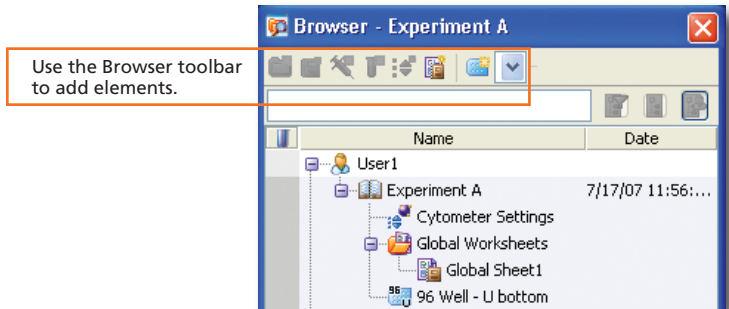 Browser - Experiment A
Use the Browser toolbar
to add elements.
Name Date
User1
Experiment A 7/17/07 11:56:...
Cytometer Settings
Global Worksheets
Global Sheet1
96 96 Well - U bottom